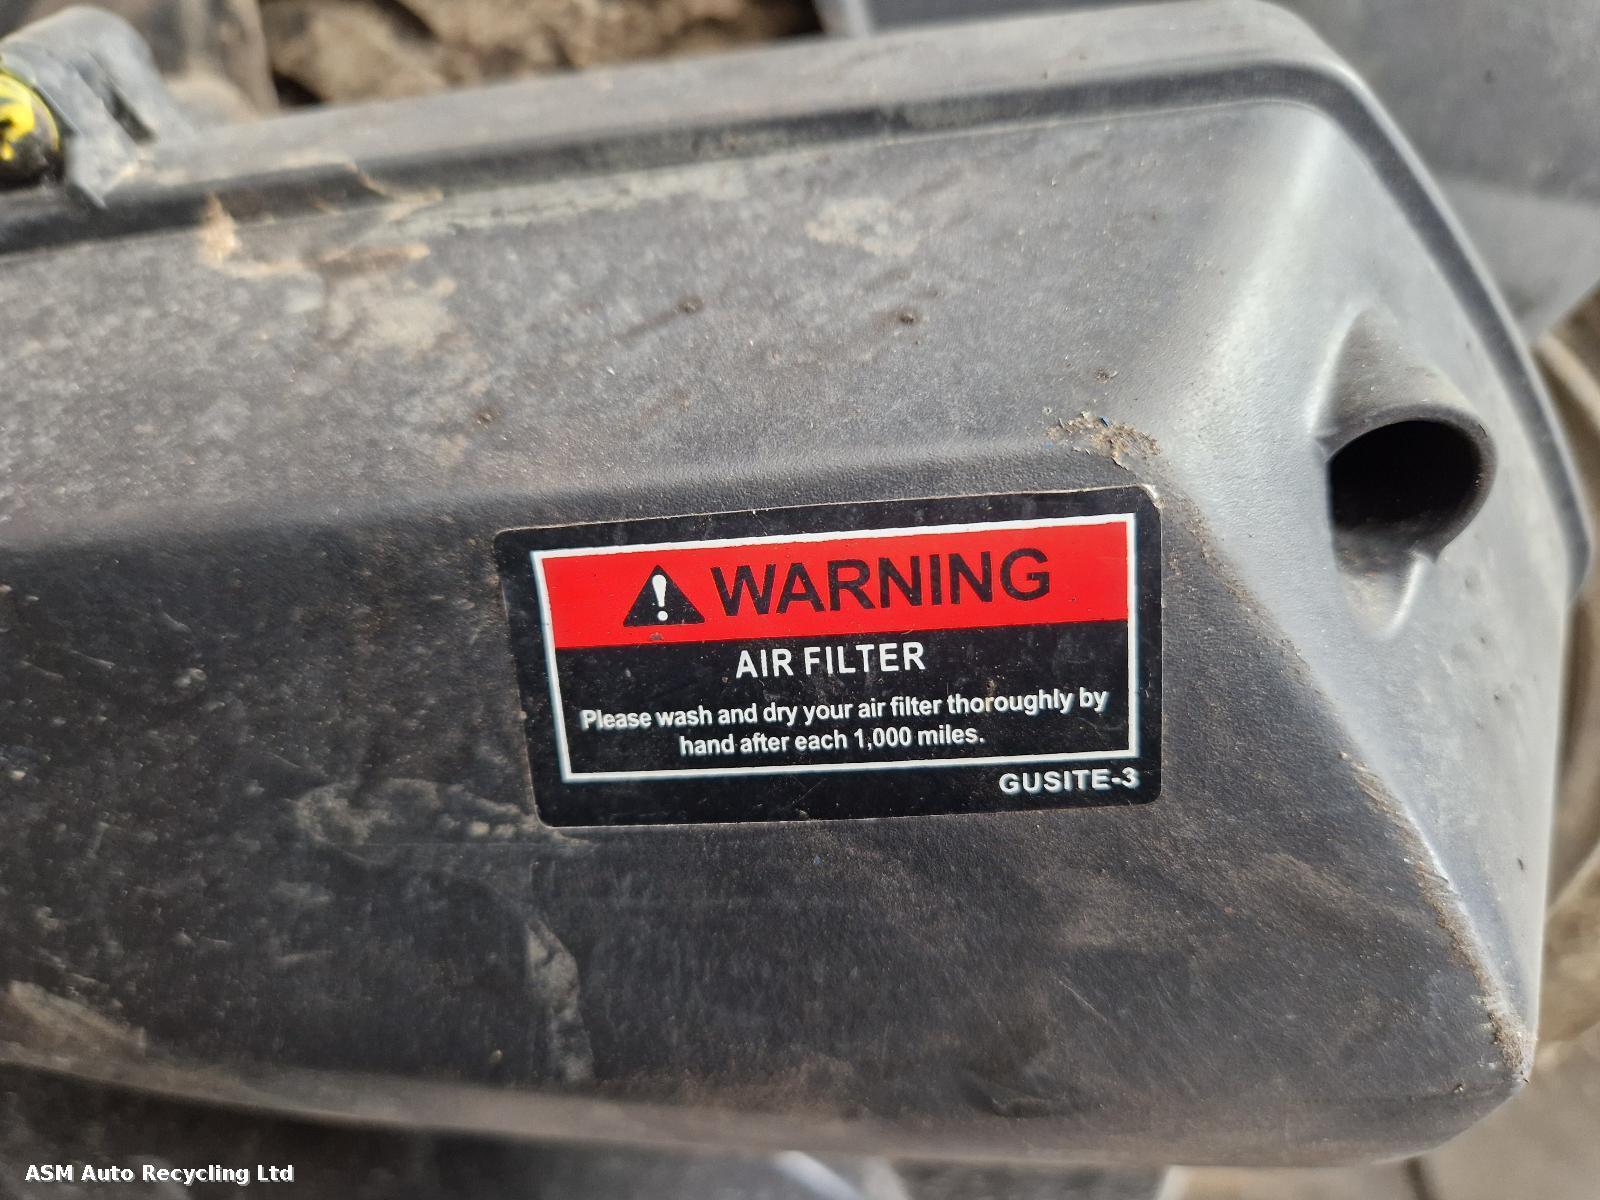 WARNING
AIR FILTER
Please wash and dry your air filter thoroughly by
hand after each 1,000 miles.
GUSITE-3
ASM Auto Recycling Ltd